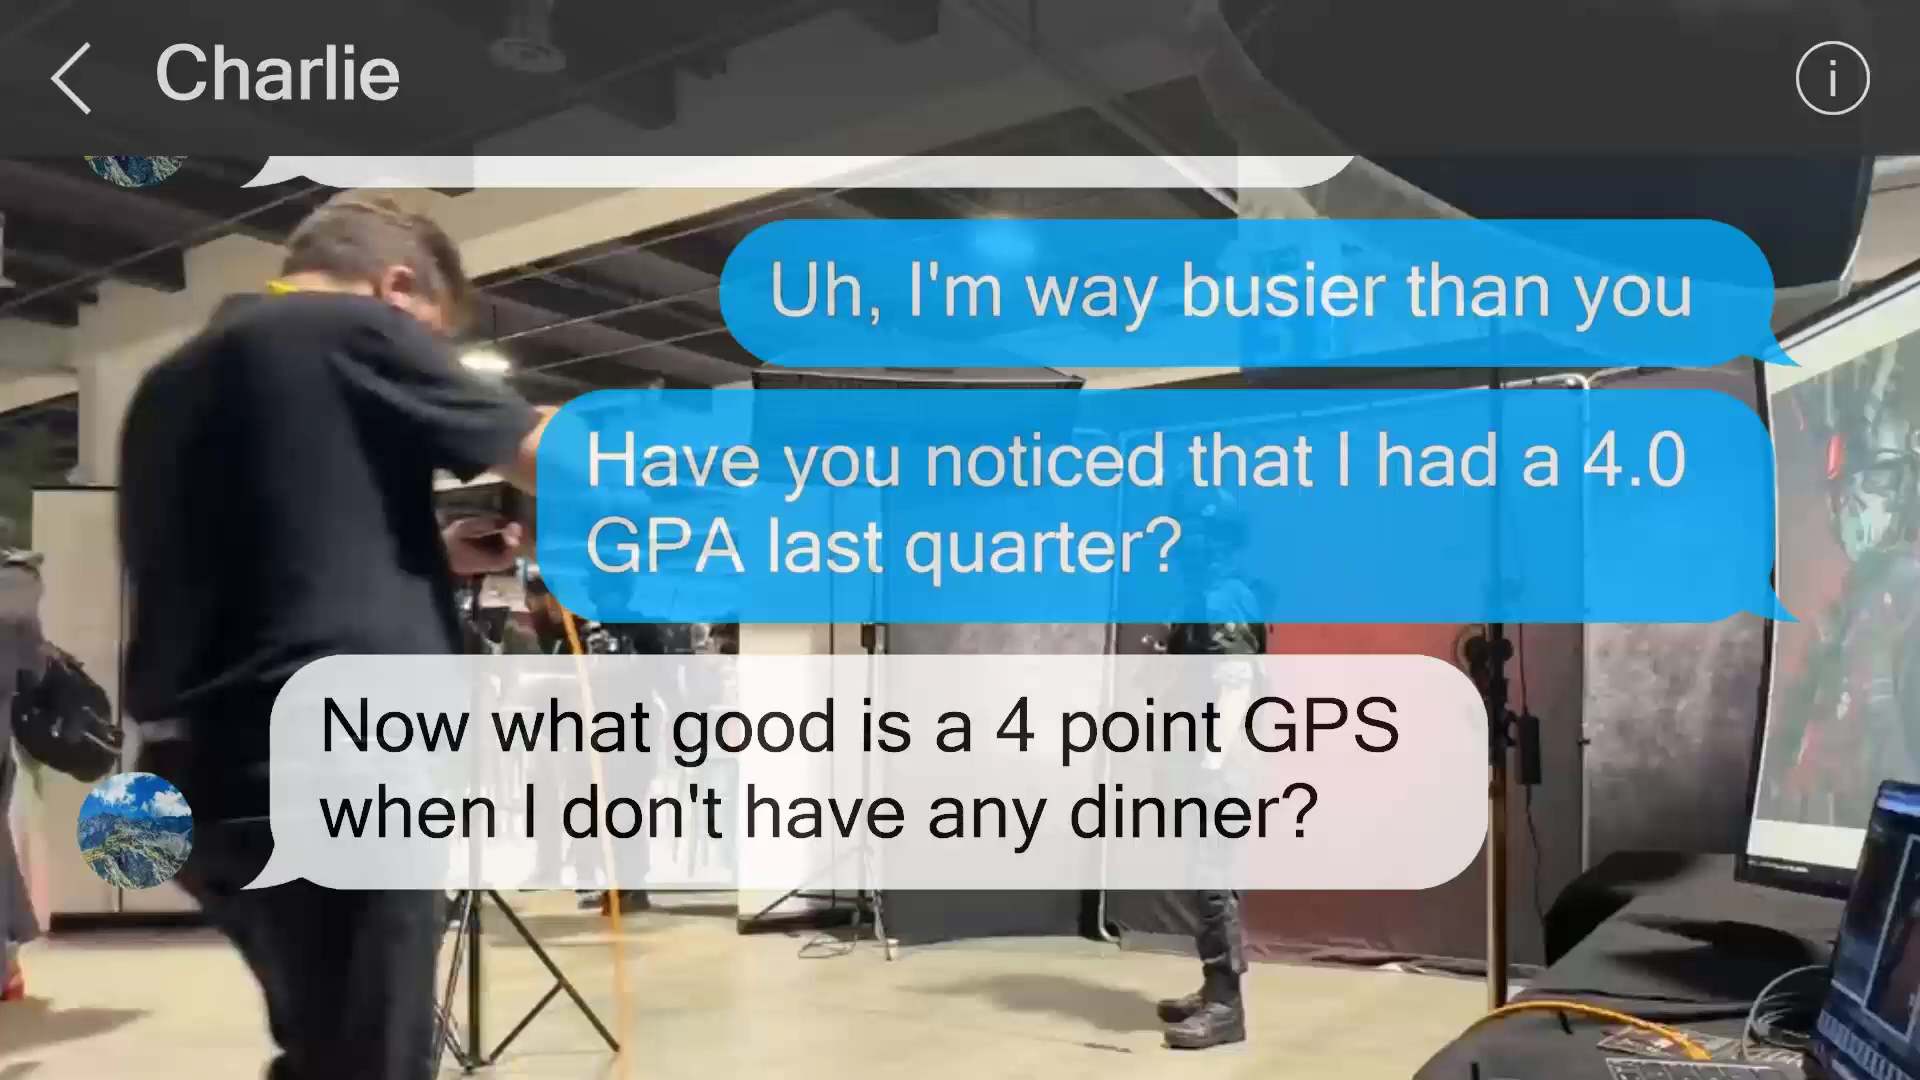 Charlie
i
Uh, I'm way busier than you
Have you noticed that I had a 4.0
GPA last quarter?
Now what good is a 4 point GPS
when I don't have any dinner?